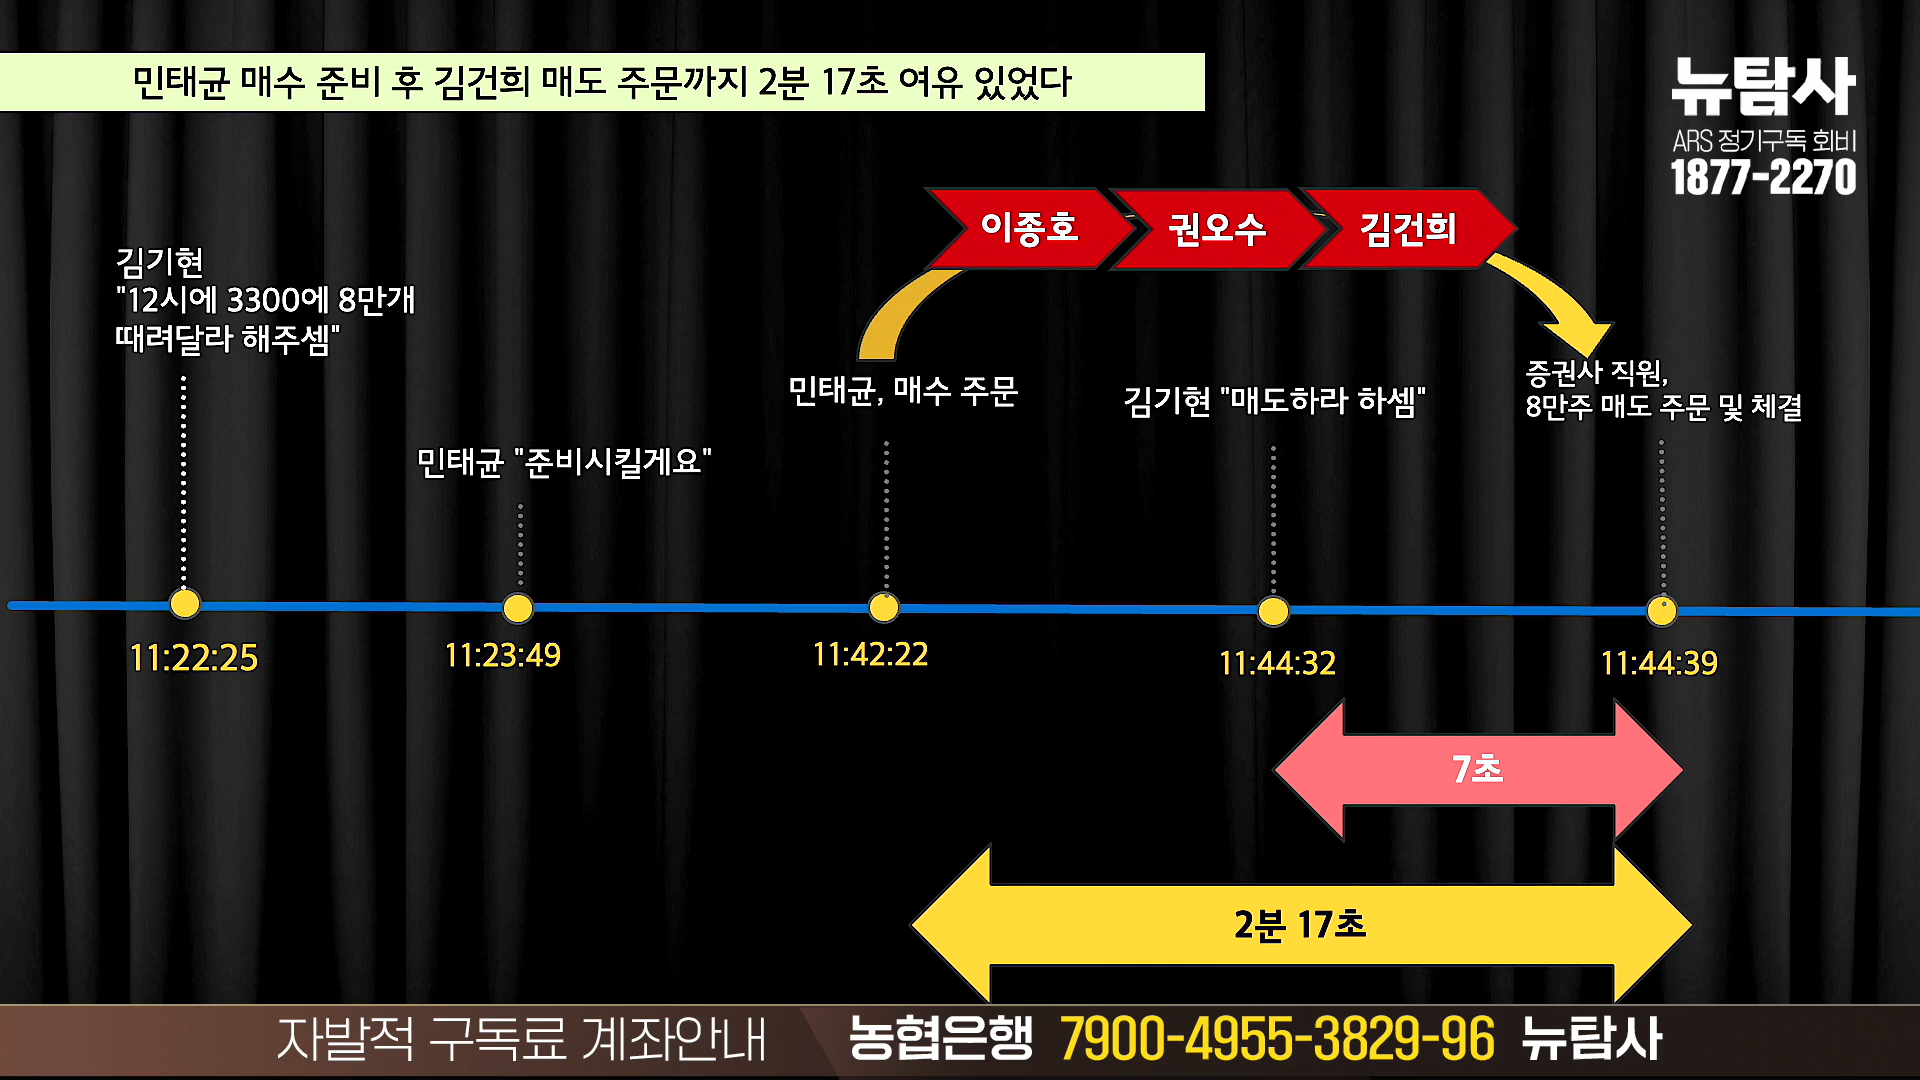 민태균 매수 준비 후 김건희 매도 주문까지 2분 17초 여유 있었다
뉴탐사
ARS 정기구독 회비
1877-2270
이종호
권오수
김건희
김기현
"12시에 3300에 8만개
때려달라 해주셈"
민태균 "준비시킬게요"
민태균, 매수 주문
김기현 "매도하라 하셈"
증권사 직원,
8만주 매도 주문 및 체결
11:22:25
11:23:49
11:42:22
11:44:32
11:44:39
7초
2분 17초
자발적 구독료 계좌안내 농협은행 7900-4955-3829-96 뉴탐사